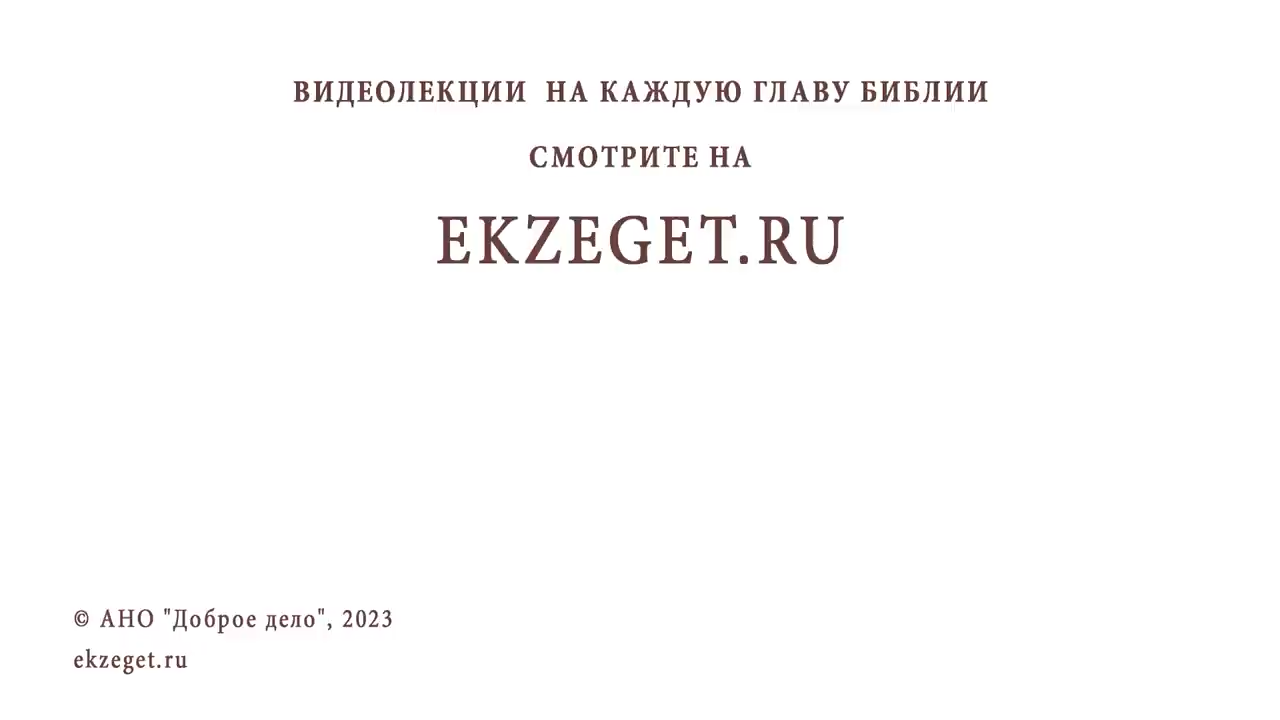 ВИДЕОЛЕКЦИИ НА КАЖДУЮ ГЛАВУ БИБЛИИ
СМОТРИТЕ НА
EKZEGET.RU
© АНО "Доброе дело", 2023
ekzeget.ru